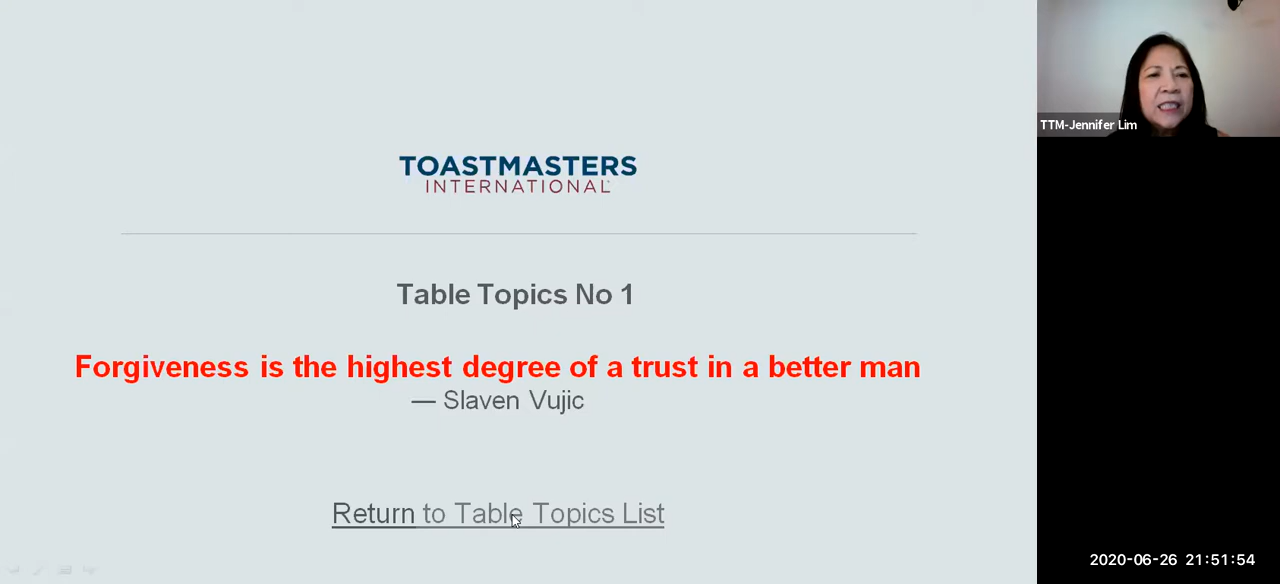 TOASTMASTERS
INTERNATIONAL
Table Topics No 1
Forgiveness is the highest degree of a trust in a better man
— Slaven Vujic
Return to Table Topics List
TTM-Jennifer Lim
2020-06-26 21:51:54